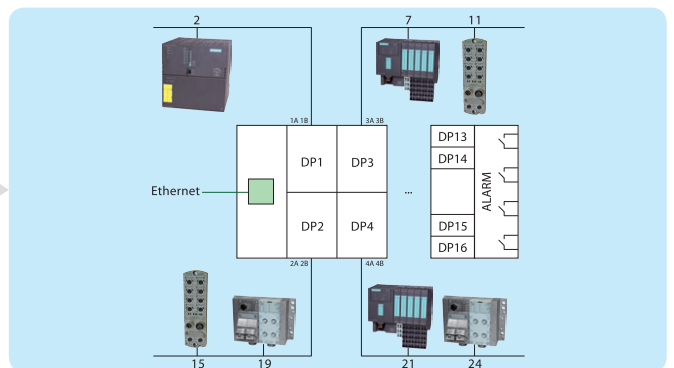 2
7
11
1A 1B
3A 3B
DP1
DP3
DP13
DP14
Ethernet
...
ALARM
DP2
DP4
DP15
DP16
2A 2B
4A 4B
15
19
21
24